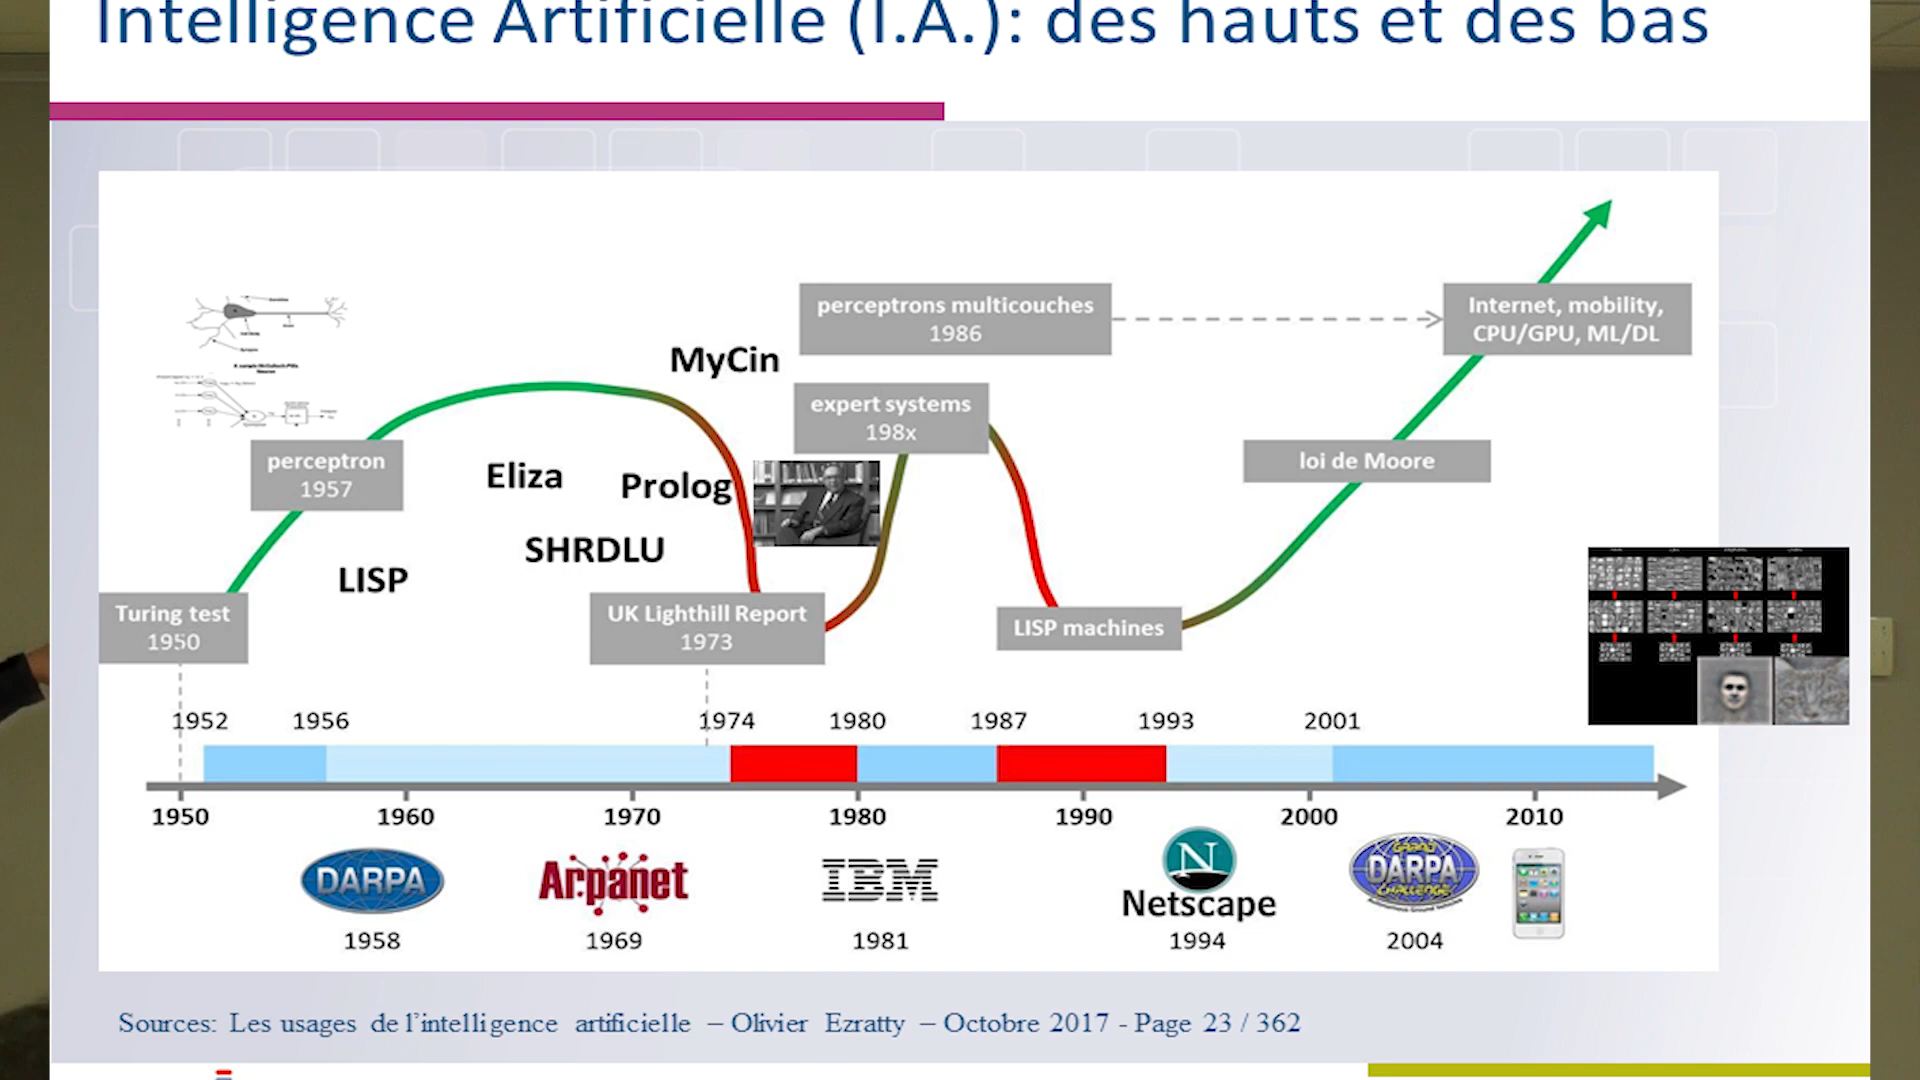 Intelligence Artificielle (I.A.): des hauts et des bas
perceptrons multicouches
1986
Internet, mobility,
CPU/GPU, ML/DL
MyCin
expert systems
198x
perceptron
1957
Eliza
Prolog
loi de Moore
SHRDLU
LISP
Turing test
1950
UK Lighthill Report
1973
LISP machines
1952
1956
1974
1980
1987
1993
2001
1950
1960
1970
1980
1990
2000
2010
DARPA
Arpanet
IBM
N
Netscape
GRAND
DARPA
CHALLENGE
1958
1969
1981
1994
2004
Sources: Les usages de l'intelligence artificielle – Olivier Ezratty – Octobre 2017 - Page 23 / 362